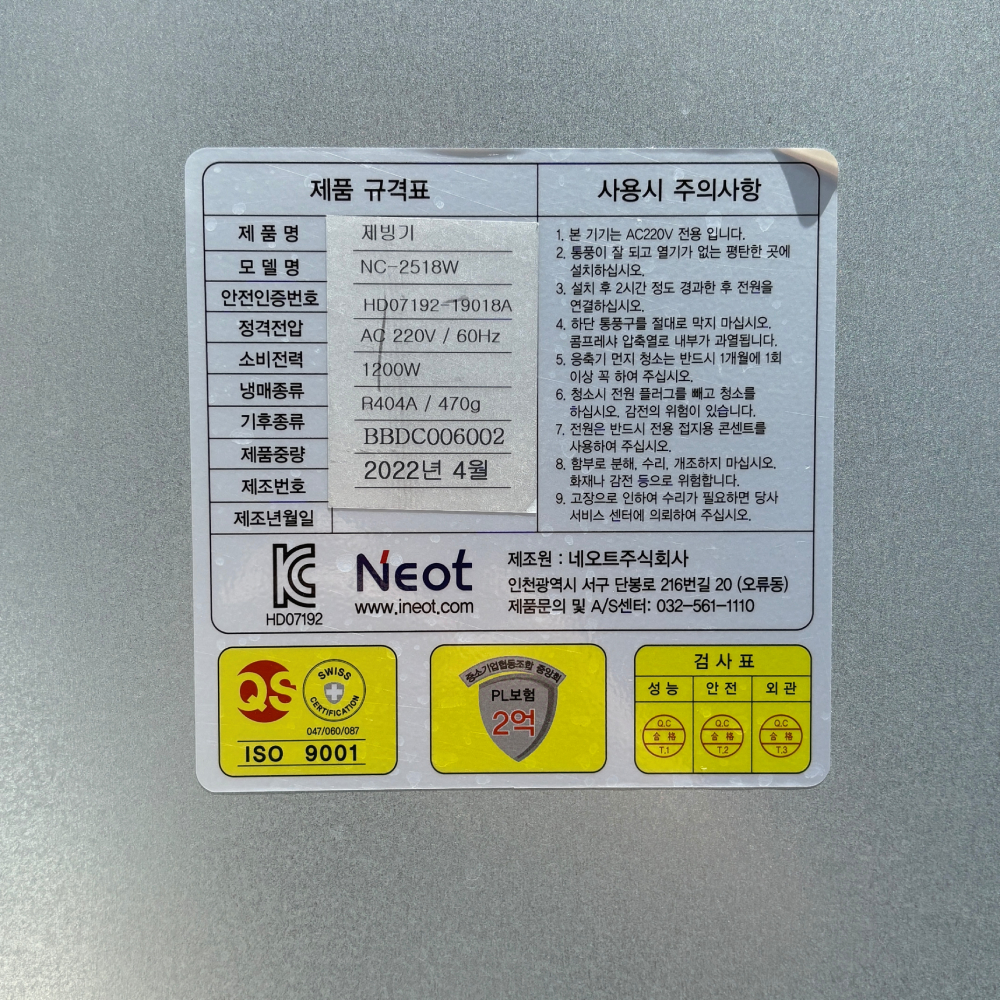 제품 규격표
제 품 명
모 델 명
안전인증번호
정격전압
소비전력
냉매종류
기후종류
제품중량
제조번호
제조년월일
제빙기
NC-2518W
HD07192-19018A
AC 220V / 60Hz
1200W
R404A / 470g
BBDC006002
2022년 4월
사용시 주의사항
1. 본 기기는 AC220V 전용 입니다.
2. 통풍이 잘 되고 열기가 없는 평탄한 곳에
설치하십시오.
3. 설치 후 2시간 정도 경과한 후 전원을
연결하십시오.
4. 하단 통풍구를 절대로 막지 마십시오.
콤프레샤 압축열로 내부가 과열됩니다.
5. 응축기 먼지 청소는 반드시 1개월에 1회
이상 꼭 하여 주십시오.
6. 청소시 전원 플러그를 빼고 청소를
하십시오. 감전의 위험이 있습니다.
7. 전원은 반드시 전용 접지용 콘센트를
사용하여 주십시오.
8. 함부로 분해, 수리, 개조하지 마십시오.
화재나 감전 등으로 위험합니다.
9. 고장으로 인하여 수리가 필요하면 당사
서비스 센터에 의뢰하여 주십시오.
KC
HD07192
Neot
www.ineot.com
제조원 : 네오트주식회사
인천광역시 서구 단봉로 216번길 20 (오류동)
제품문의 및 A/S센터: 032-561-1110
QS
SWISS
CERTIFICATION
047/060/087
ISO 9001
중소기업협동조합 중앙회
PL보험
2억
검 사 표
성 능 안 전 외 관
Q.C Q.C Q.C
合 格 合 格 合 格
T.1 T.2 T.3